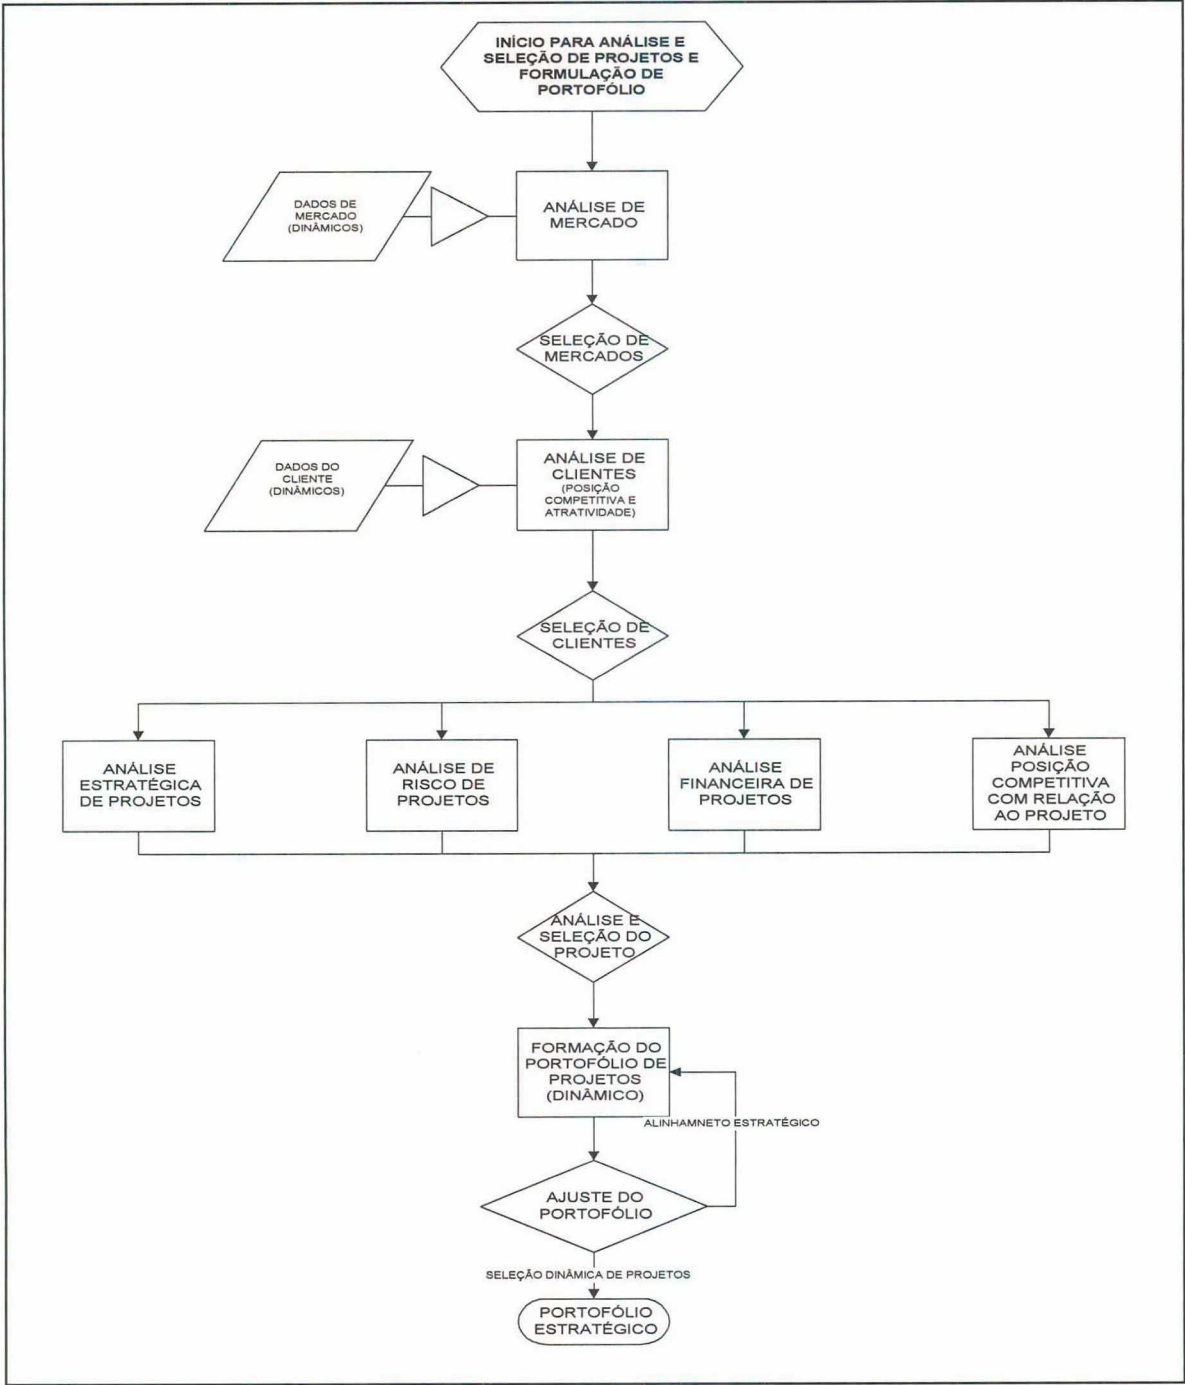 INÍCIO PARA ANÁLISE E
SELEÇÃO DE PROJETOS E
FORMULAÇÃO DE
PORTOFÓLIO
DADOS DE
MERCADO
(DINÂMICOS)
ANÁLISE DE
MERCADO
SELEÇÃO DE
MERCADOS
DADOS DO
CLIENTE
(DINÂMICOS)
ANÁLISE DE
CLIENTES
(POSIÇÃO
COMPETITIVA E
ATRATIVIDADE)
SELEÇÃO DE
CLIENTES
ANÁLISE
ESTRATÉGICA
DE PROJETOS
ANÁLISE DE
RISCO DE
PROJETOS
ANÁLISE
FINANCEIRA DE
PROJETOS
ANÁLISE
POSIÇÃO
COMPETITIVA
COM RELAÇÃO
AO PROJETO
ANÁLISE E
SELEÇÃO DO
PROJETO
FORMAÇÃO DO
PORTOFÓLIO DE
PROJETOS
(DINÂMICO)
ALINHAMNETO ESTRATÉGICO
AJUSTE DO
PORTOFÓLIO
SELEÇÃO DINÂMICA DE PROJETOS
PORTOFÓLIO
ESTRATÉGICO